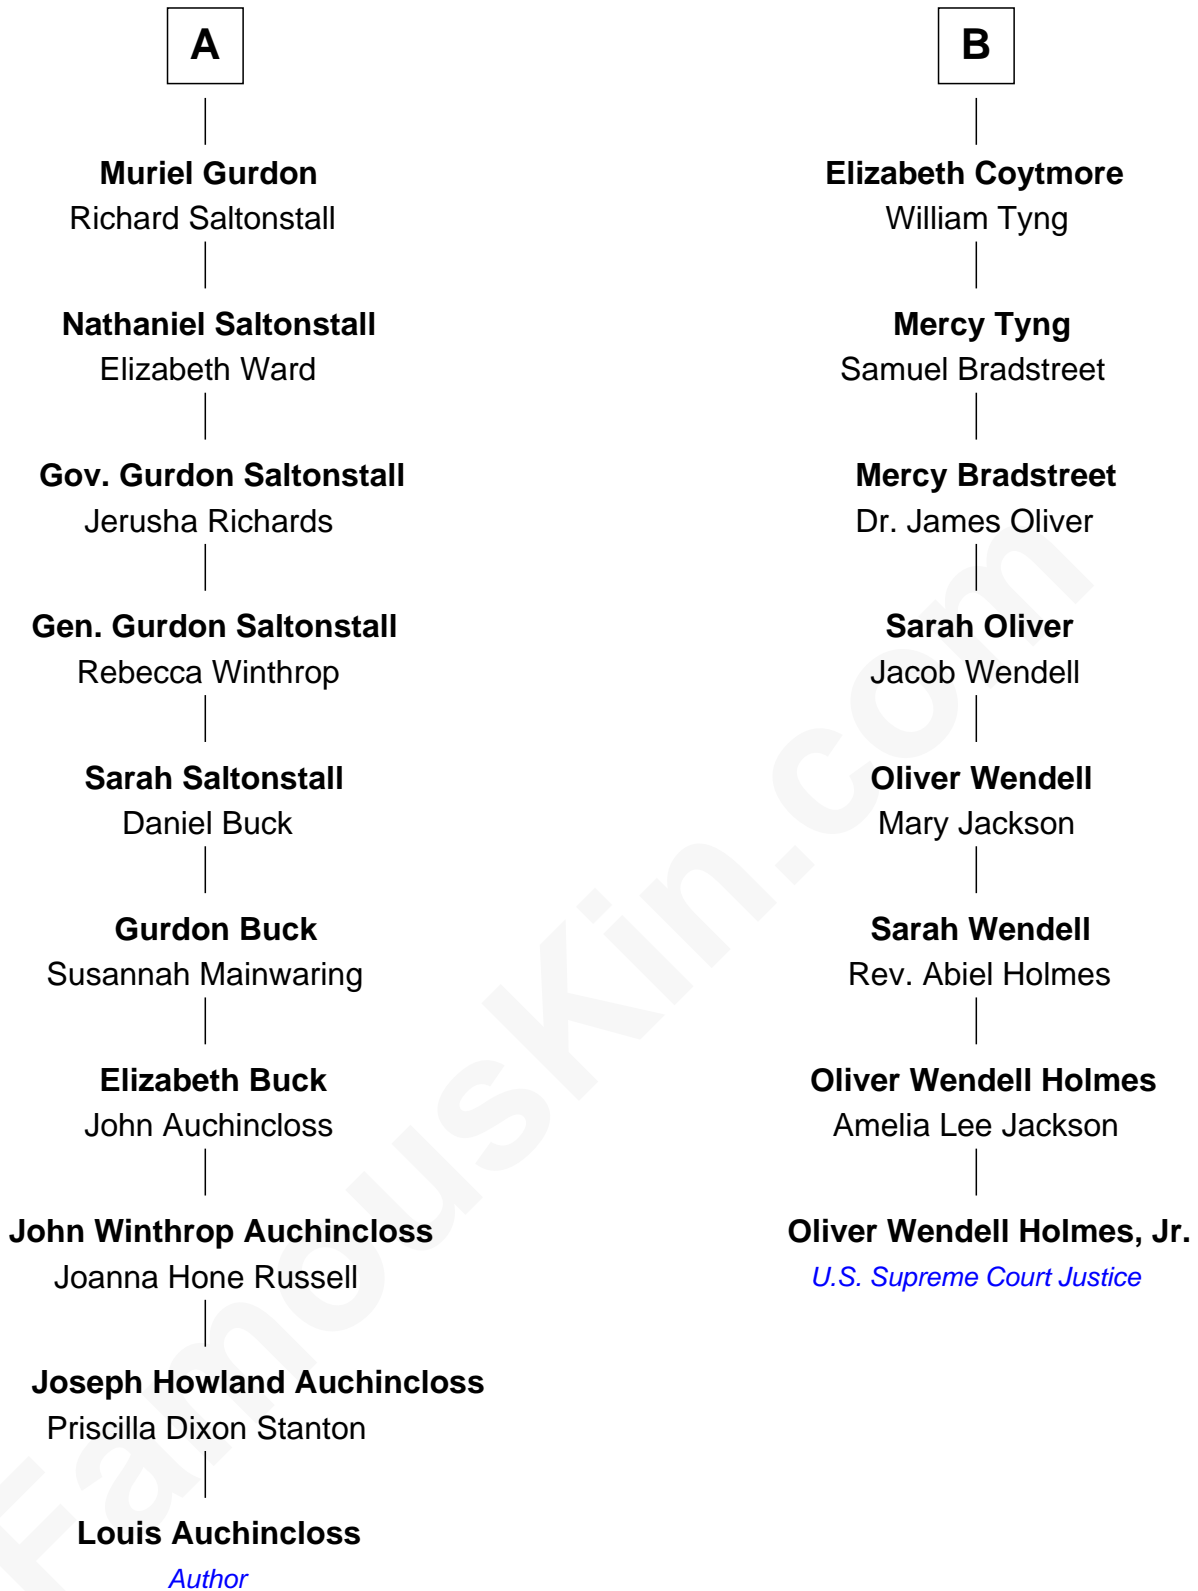 A
Muriel Gurdon
Richard Saltonstall
Nathaniel Saltonstall
Elizabeth Ward
Gov. Gurdon Saltonstall
Jerusha Richards
Gen. Gurdon Saltonstall
Rebecca Winthrop
Sarah Saltonstall
Daniel Buck
Gurdon Buck
Susannah Mainwaring
Elizabeth Buck
John Auchincloss
John Winthrop Auchincloss
Joanna Hone Russell
Joseph Howland Auchincloss
Priscilla Dixon Stanton
Louis Auchincloss
Author
B
Elizabeth Coytmore
William Tyng
Mercy Tyng
Samuel Bradstreet
Mercy Bradstreet
Dr. James Oliver
Sarah Oliver
Jacob Wendell
Oliver Wendell
Mary Jackson
Sarah Wendell
Rev. Abiel Holmes
Oliver Wendell Holmes
Amelia Lee Jackson
Oliver Wendell Holmes, Jr.
U.S. Supreme Court Justice
FamousKin.com